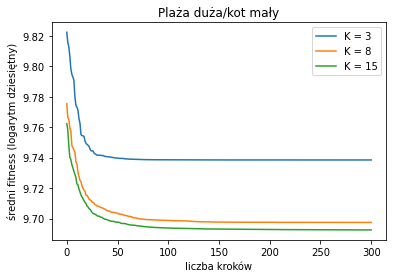 Plaża duża/kot mały
średni fitness (logarytm dziesiętny)
9.82
9.80
9.78
9.76
9.74
9.72
9.70
K = 3
K = 8
K = 15
0
50
100
150
200
250
300
liczba kroków